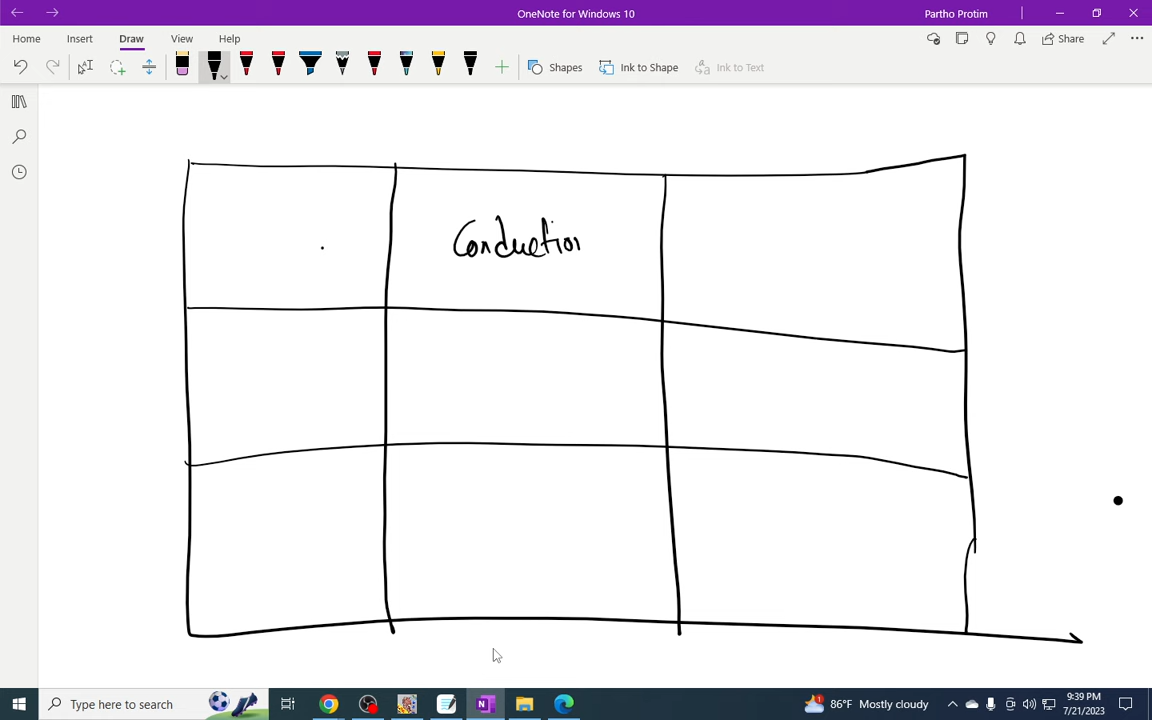 OneNote for Windows 10
Partho Protim
Home Insert Draw View Help
Share
Shapes
Ink to Shape
Ink to Text
Conduction
Type here to search
86°F Mostly cloudy
9:39 PM
7/21/2023